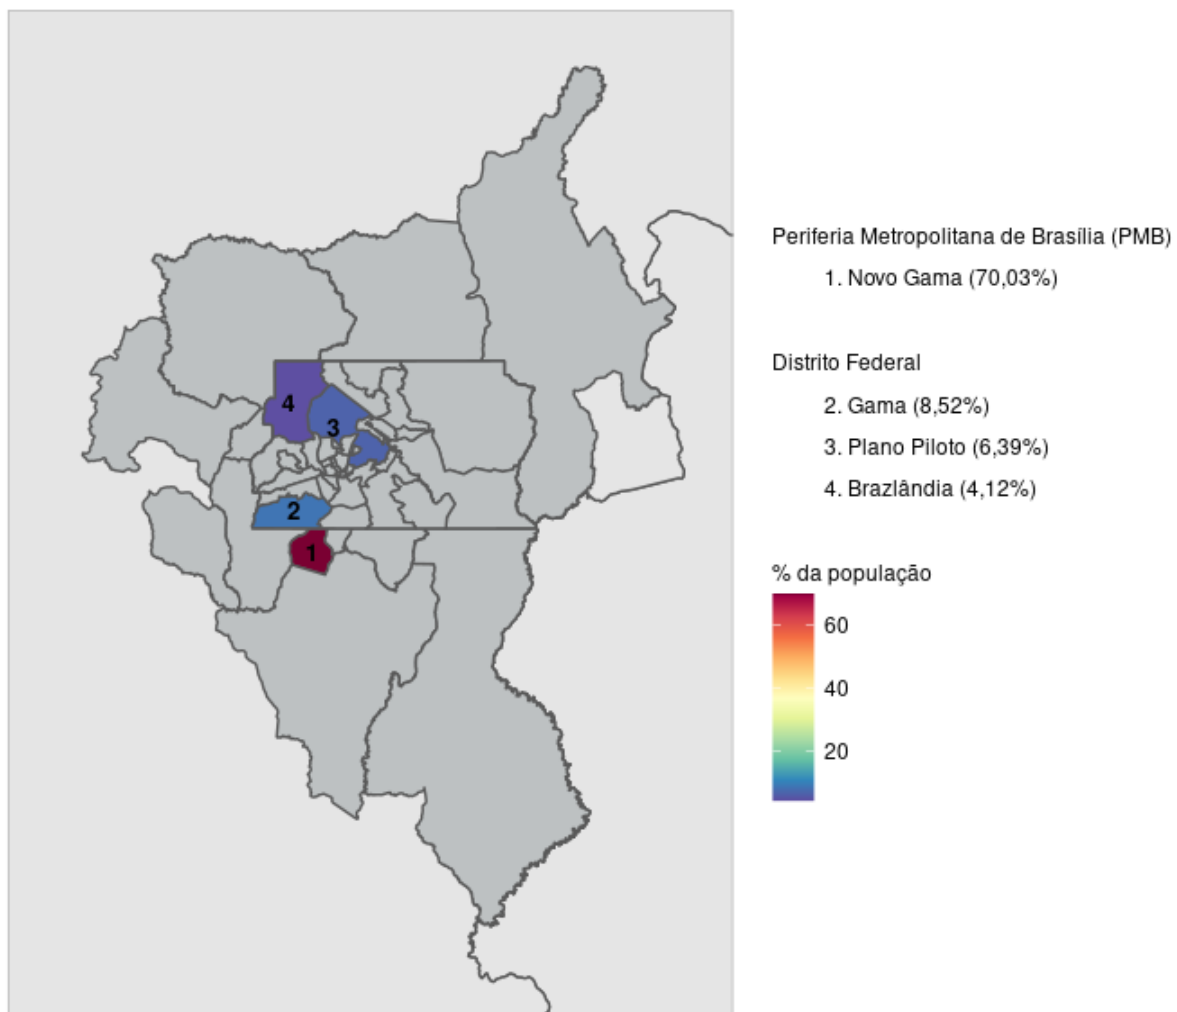 Periferia Metropolitana de Brasília (PMB)
1. Novo Gama (70,03%)
Distrito Federal
2. Gama (8,52%)
3. Plano Piloto (6,39%)
4. Brazlândia (4,12%)
% da população
60
40
20
4
3
2
1